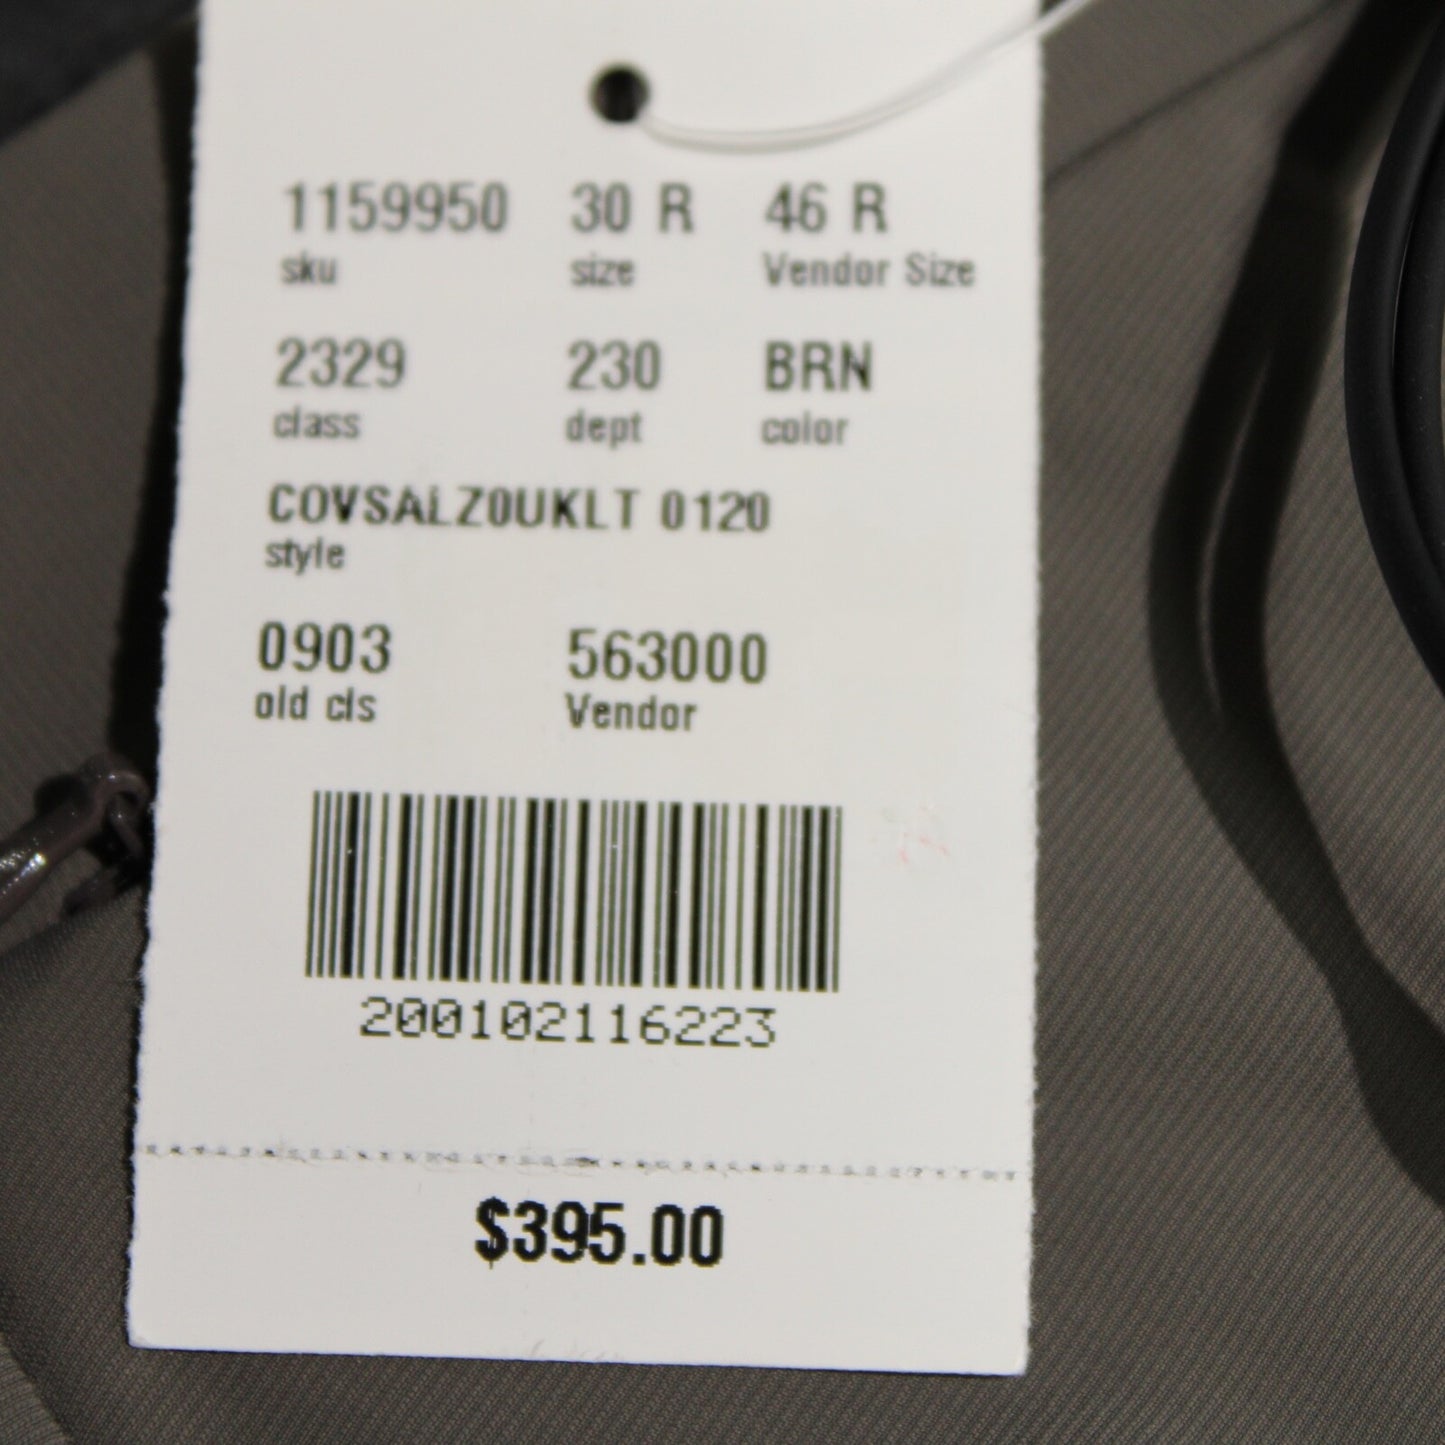 1159950 30 R 46 R
sku size Vendor Size
2329 230 BRN
class dept color
COVSALZ0UKLT 0120
style
0903 563000
old cls Vendor
200102116223
$395.00